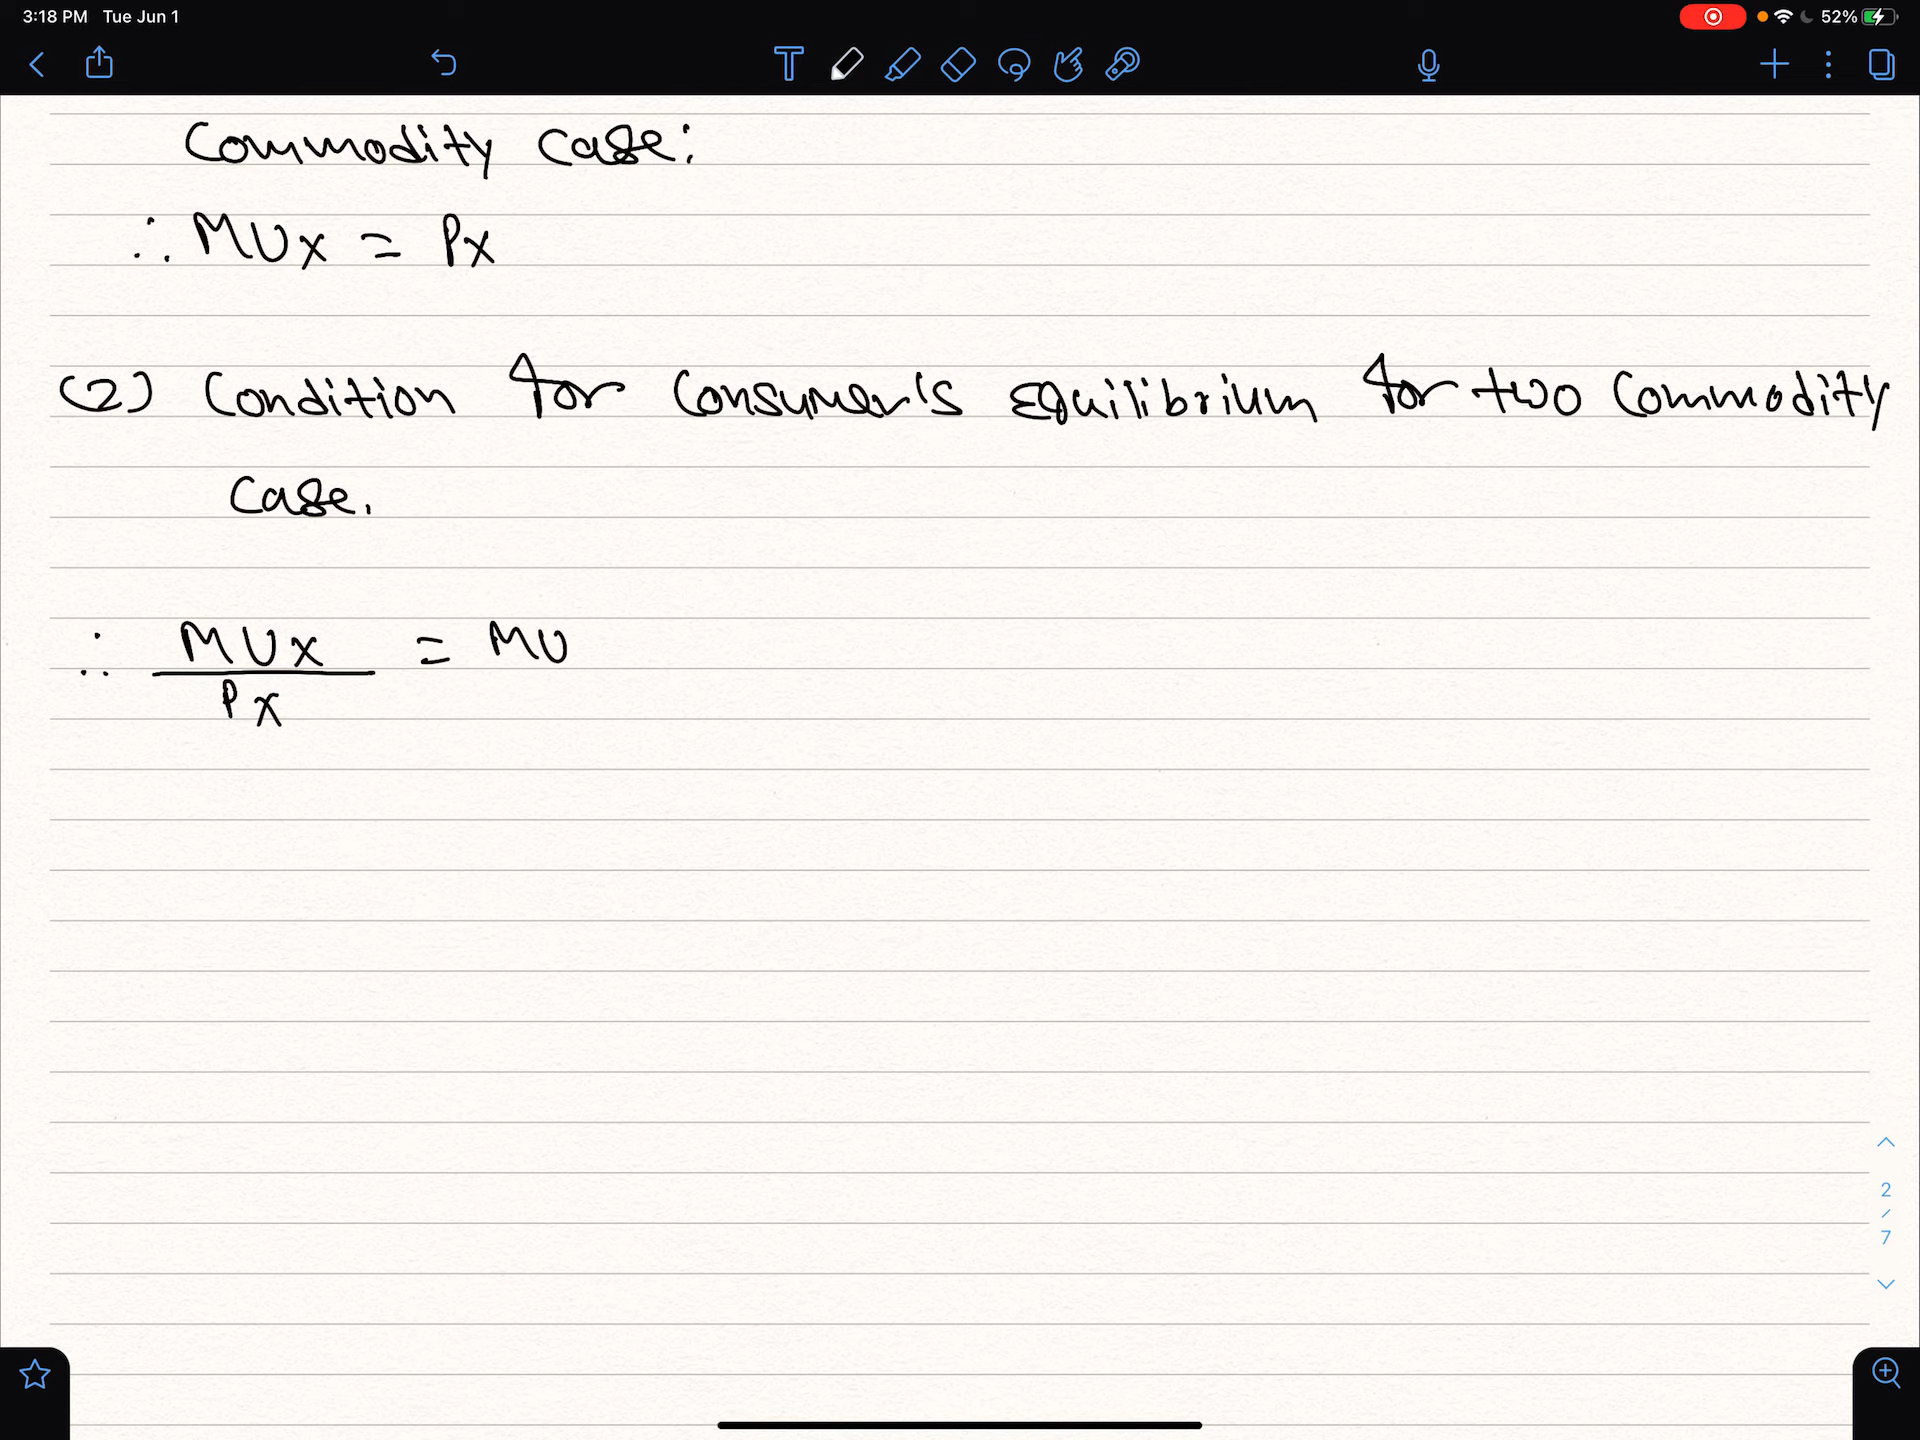 3:18 PM Tue Jun 1
52%
Commodity Case:
∴ MUx = Px
(2) Condition for Consumer's equilibrium for two Commodity
Case.
∴ MUx = MU
Px
2
/
7